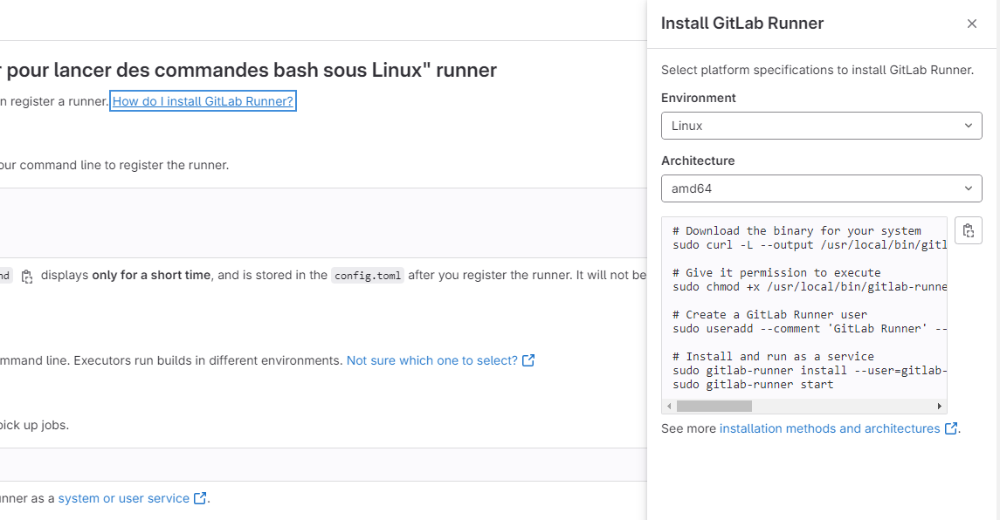 pour lancer des commandes bash sous Linux" runner
register a runner. How do I install GitLab Runner?
command line to register the runner.
displays only for a short time, and is stored in the config.toml after you register the runner. It will not be
command line. Executors run builds in different environments. Not sure which one to select?
pick up jobs.
as a system or user service.
Install GitLab Runner
Select platform specifications to install GitLab Runner.
Environment
Linux
Architecture
amd64
# Download the binary for your system
sudo curl -L --output /usr/local/bin/gitl
# Give it permission to execute
sudo chmod +x /usr/local/bin/gitlab-runne
# Create a GitLab Runner user
sudo useradd --comment 'GitLab Runner' --
# Install and run as a service
sudo gitlab-runner install --user=gitlab-
sudo gitlab-runner start
See more installation methods and architectures.